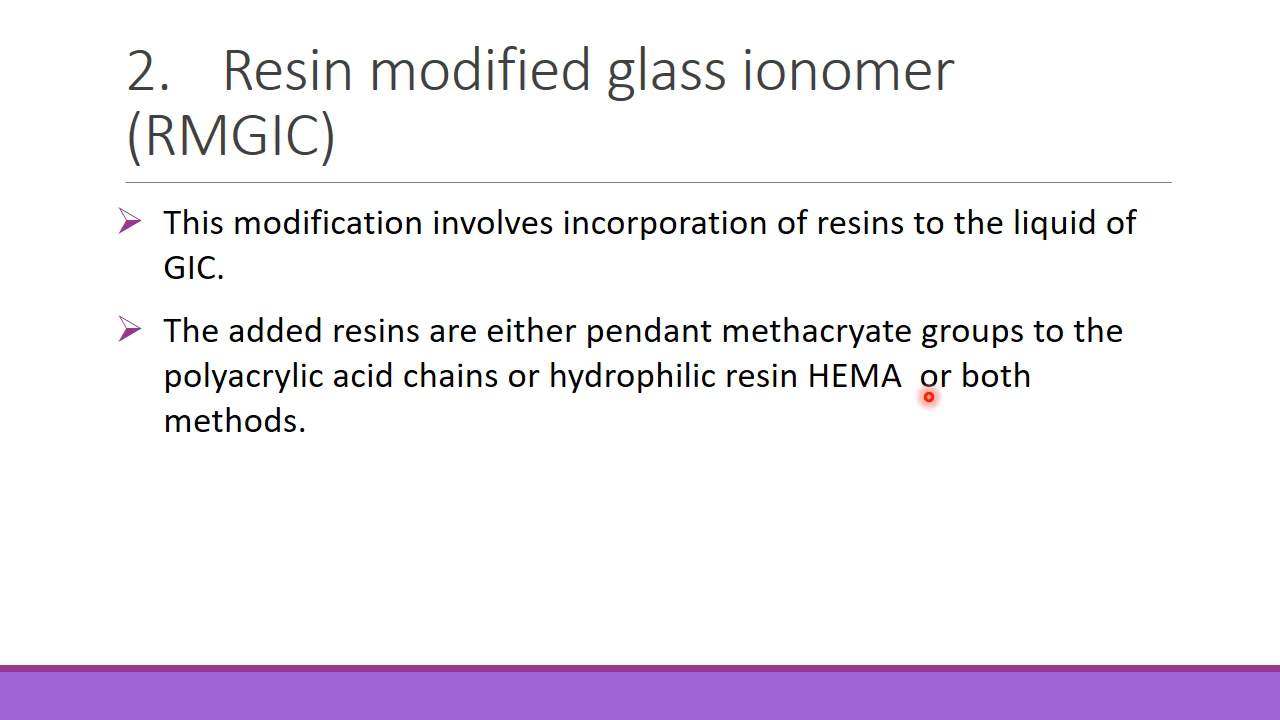 2. Resin modified glass ionomer
(RMGIC)
This modification involves incorporation of resins to the liquid of
GIC.
The added resins are either pendant methacryate groups to the
polyacrylic acid chains or hydrophilic resin HEMA or both
methods.